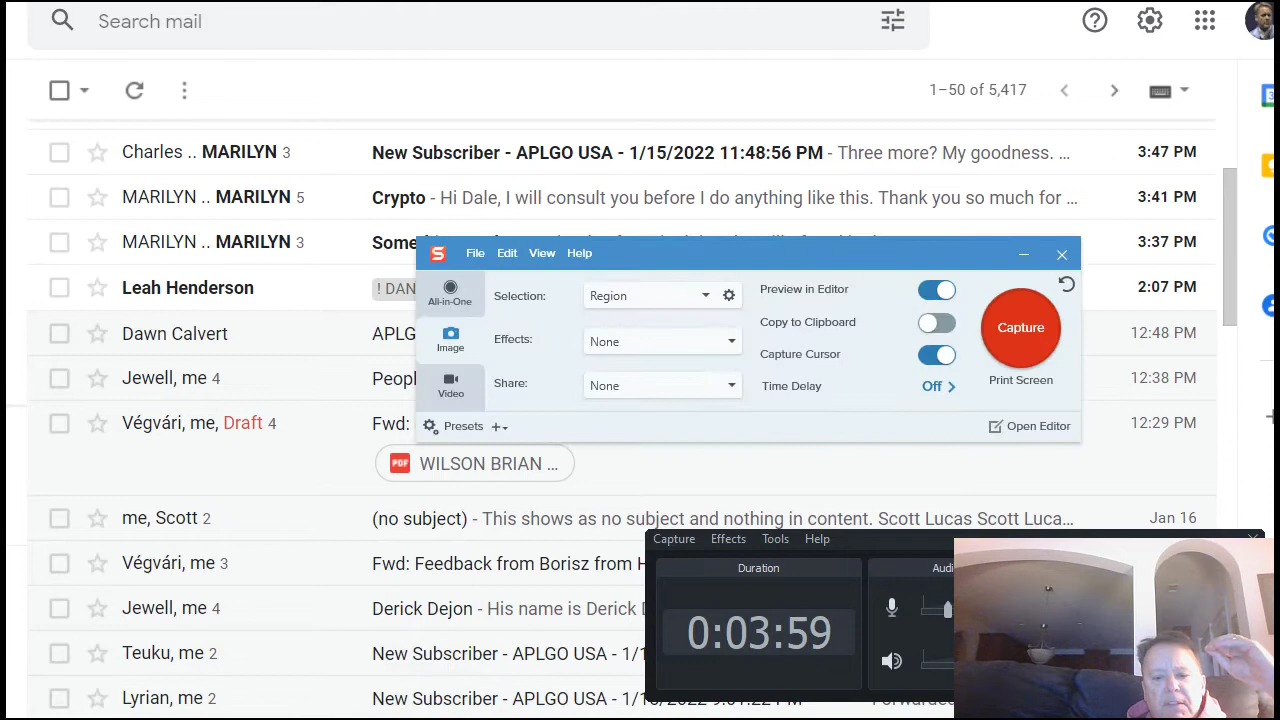 Search mail
1–50 of 5,417
Charles .. MARILYN 3 New Subscriber - APLGO USA - 1/15/2022 11:48:56 PM - Three more? My goodness. ... 3:47 PM
MARILYN .. MARILYN 5 Crypto - Hi Dale, I will consult you before I do anything like this. Thank you so much for ... 3:41 PM
MARILYN .. MARILYN 3 Some 3:37 PM
File Edit View Help
Leah Henderson ! DAN 2:07 PM
All-in-One
Selection: Region
Preview in Editor
Dawn Calvert APLG 12:48 PM
Copy to Clipboard
Capture
Image
Effects: None
Capture Cursor
Jewell, me 4 Peop 12:38 PM
Print Screen
Video
Share: None
Time Delay Off
Végvári, me, Draft 4 Fwd: 12:29 PM
Presets
Open Editor
PDF WILSON BRIAN ...
me, Scott 2 (no subject) - This shows as no subject and nothing in content. Scott Lucas Scott Luca... Jan 16
Capture Effects Tools Help
Végvári, me 3 Fwd: Feedback from Borisz from H
Duration
Audi
Jewell, me 4 Derick Dejon - His name is Derick D
0:03:59
Teuku, me 2 New Subscriber - APLGO USA - 1/1
Lyrian, me 2 New Subscriber - APLGO USA - 1/1